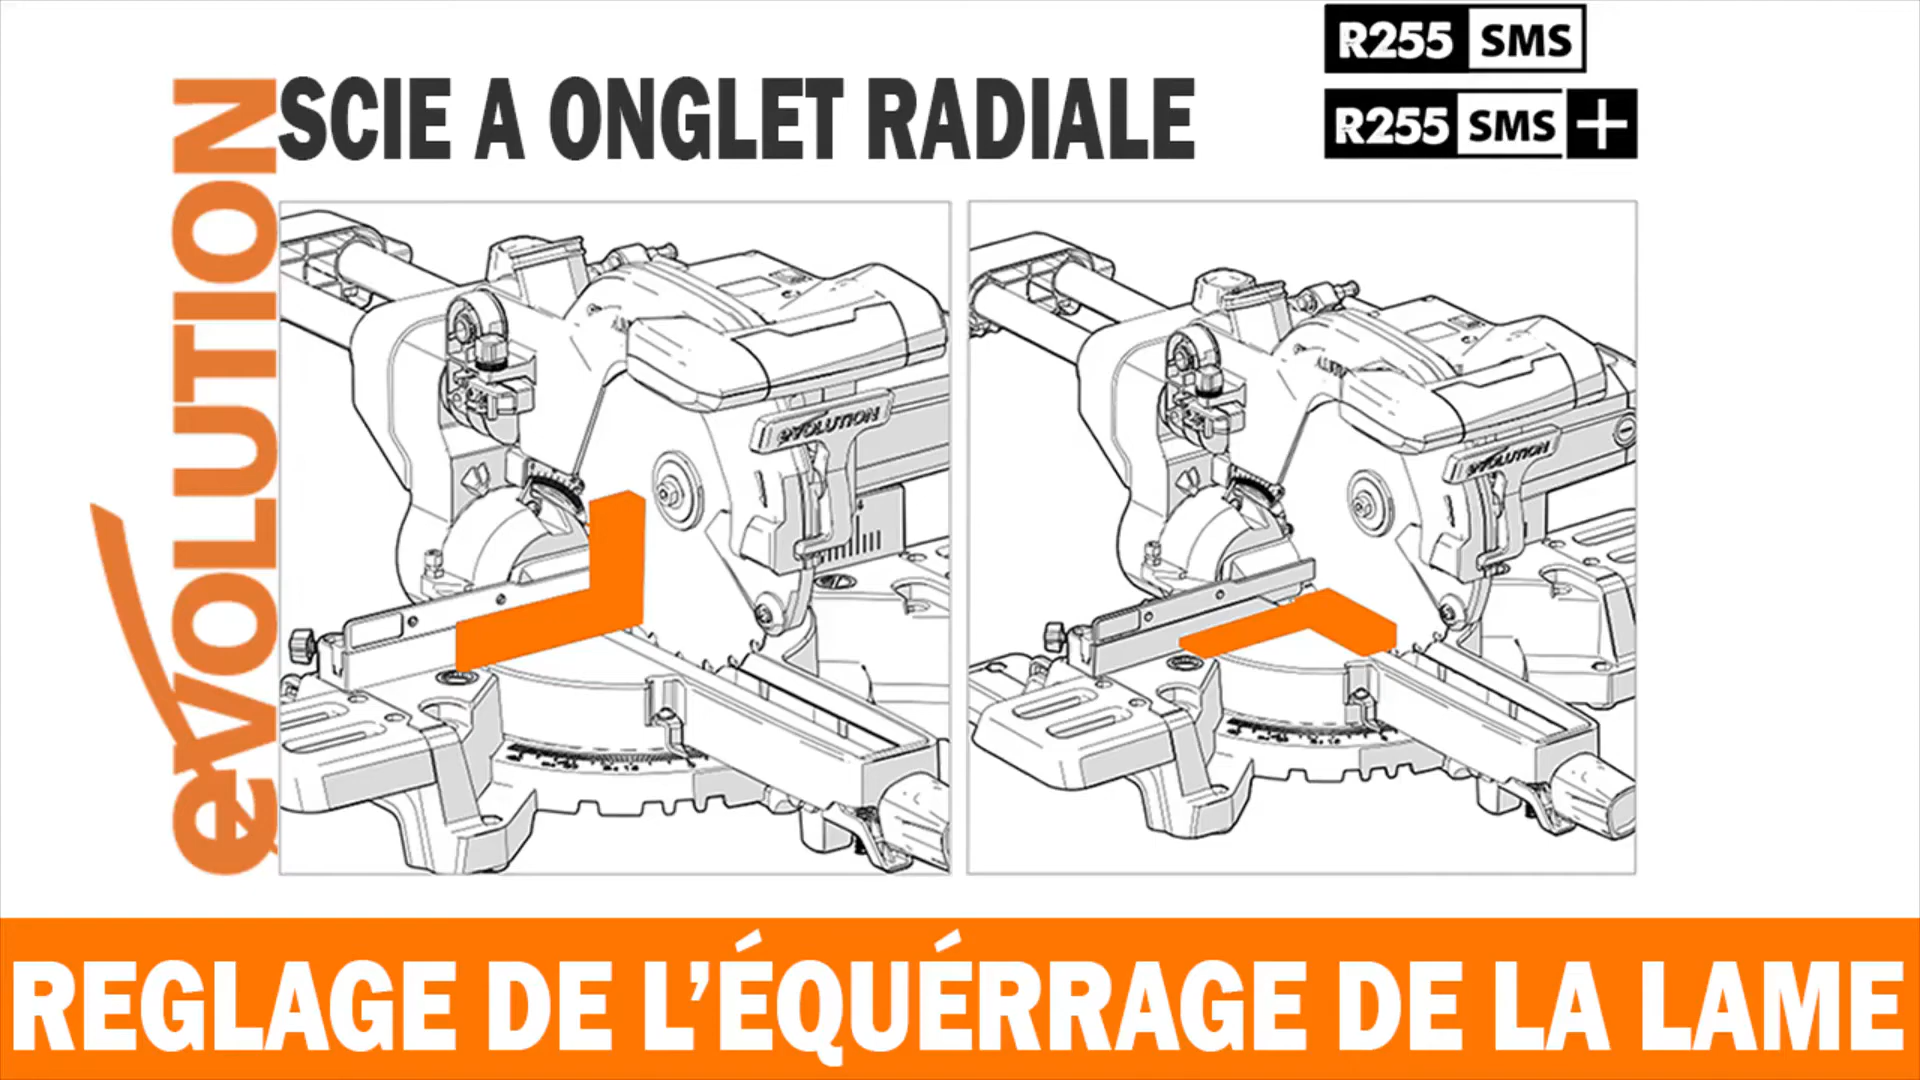 R255 SMS
R255 SMS +
SCIE A ONGLET RADIALE
eVOLUTION
eVOLUTION
eVOLUTION
REGLAGE DE L’ÉQUÉRRAGE DE LA LAME